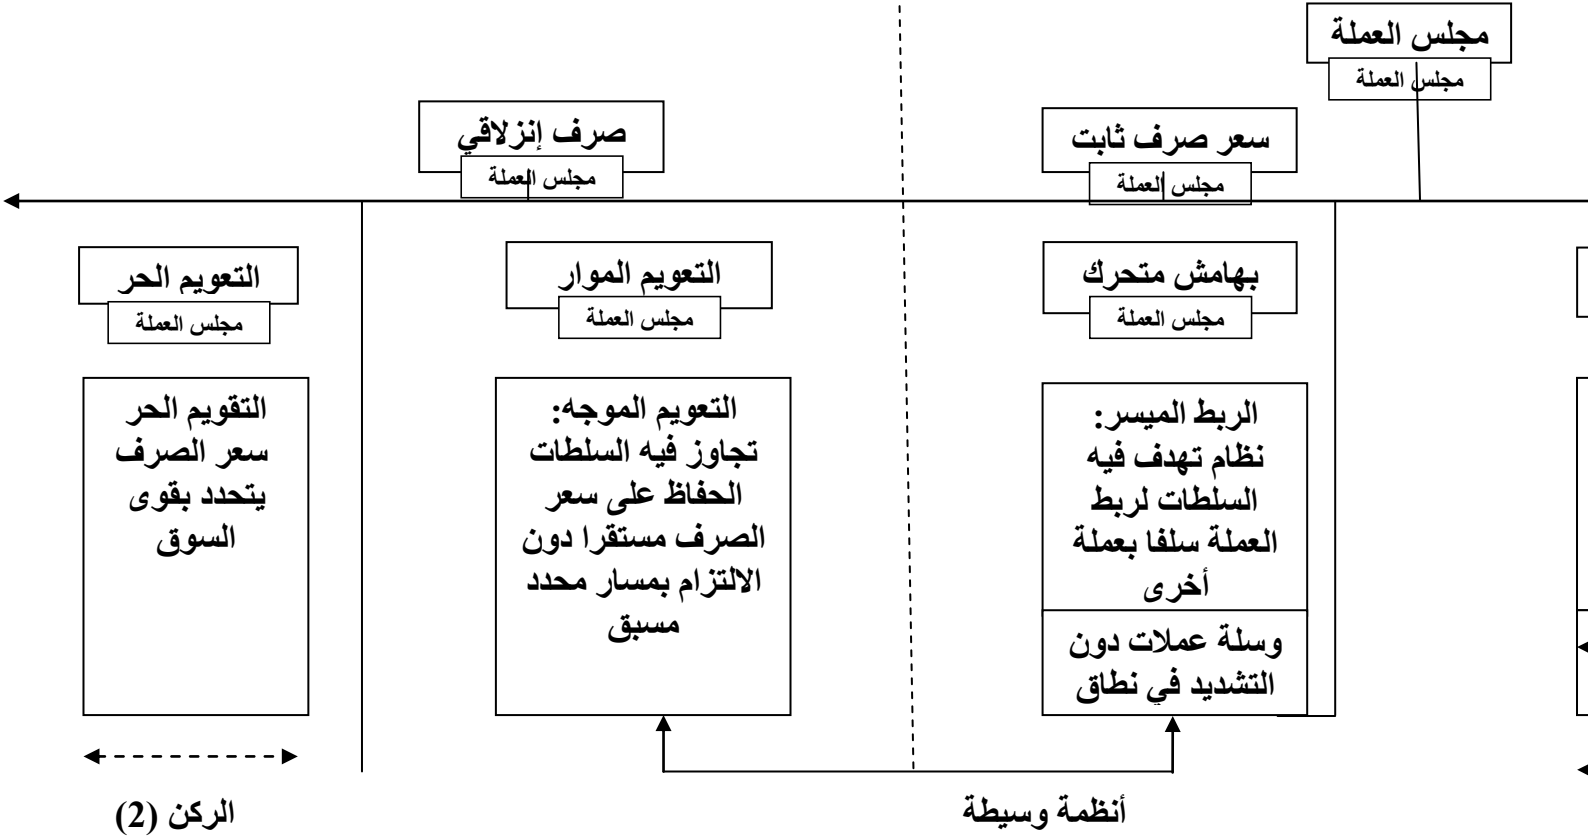 مجلس العملة
مجلس العملة
سعر صرف ثابت
مجلس العملة
صرف إنزلاقي
مجلس العملة
بهامش متحرك
مجلس العملة
التعويم الموار
مجلس العملة
التعويم الحر
مجلس العملة
الربط الميسر:
نظام تهدف فيه
السلطات لربط
العملة سلفا بعملة
أخرى
وسلة عملات دون
التشديد في نطاق
التعويم الموجه:
تجاوز فيه السلطات
الحفاظ على سعر
الصرف مستقرا دون
الالتزام بمسار محدد
مسبق
التقويم الحر
سعر الصرف
يتحدد بقوى
السوق
أنظمة وسيطة
الركن (2)